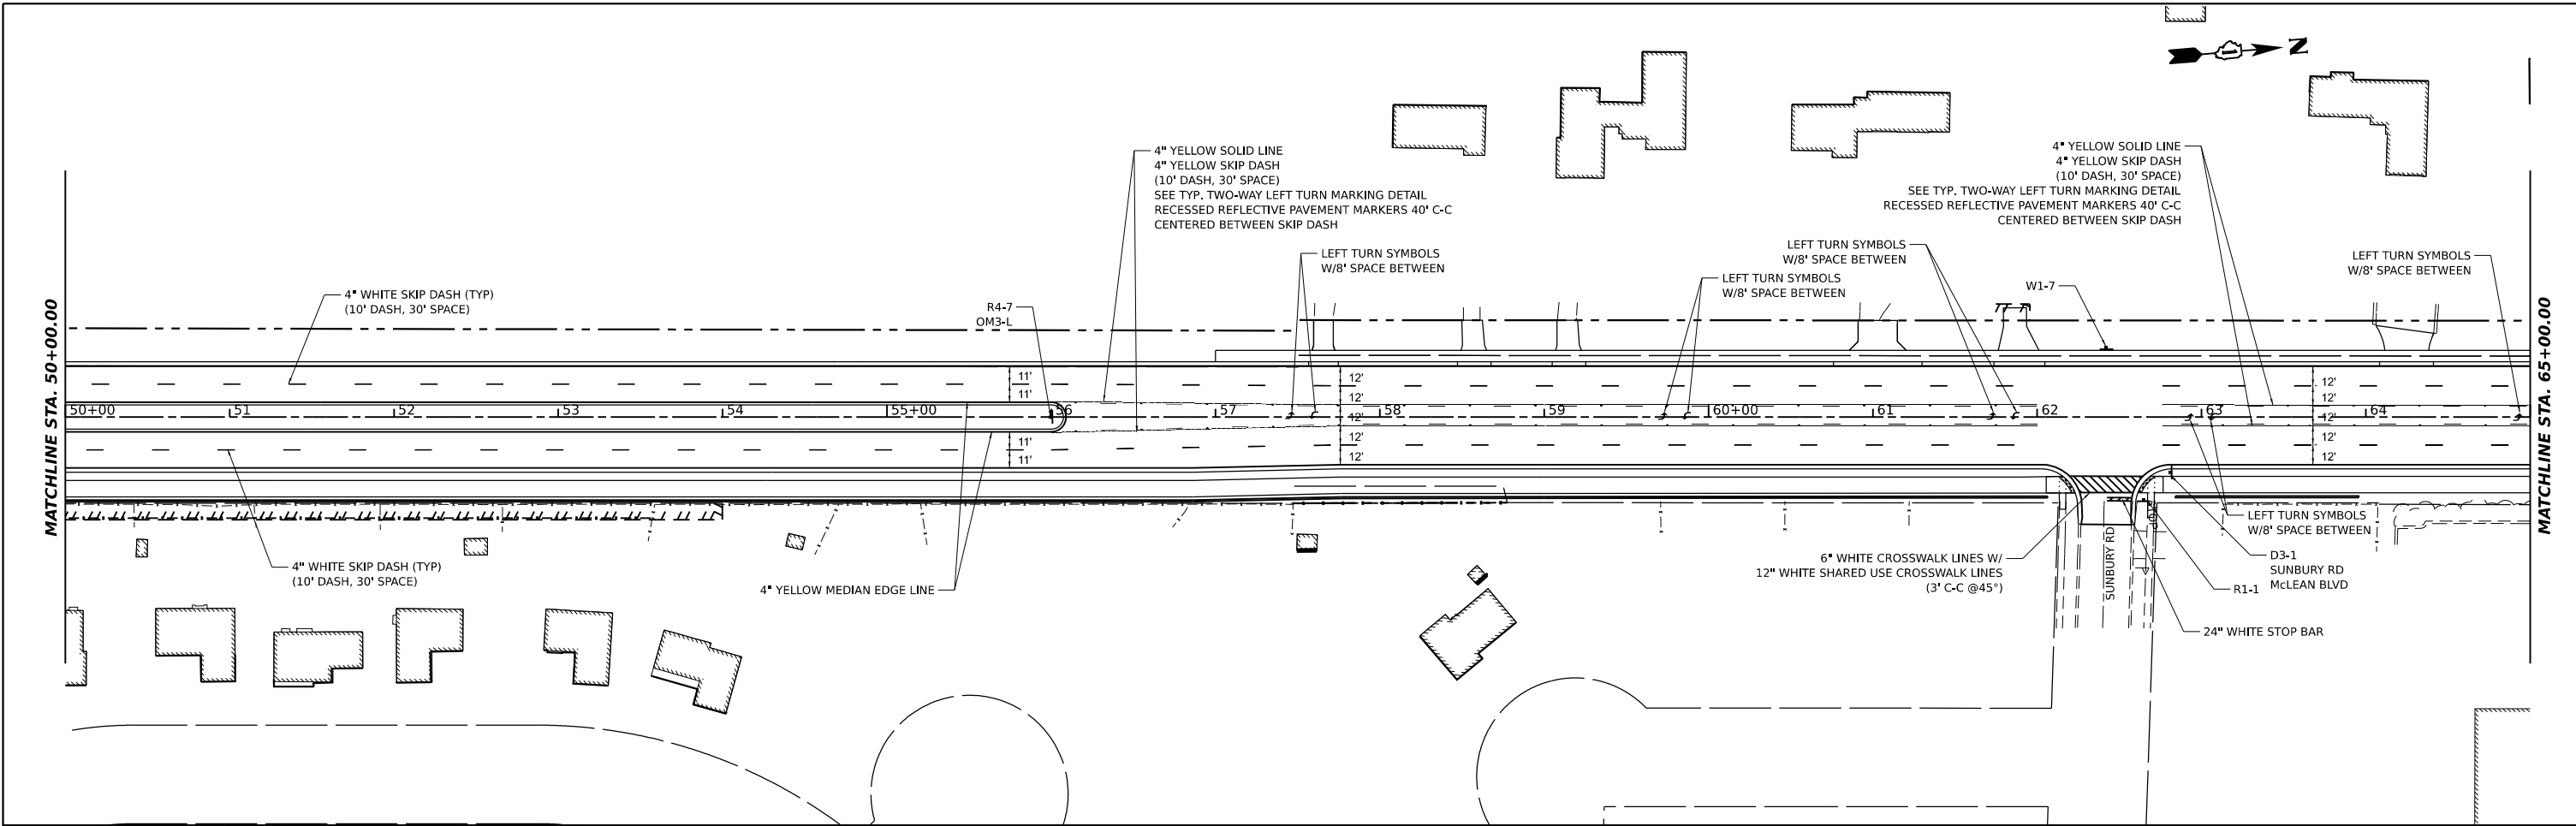 N
MATCHLINE STA. 50+00.00
4" WHITE SKIP DASH (TYP)
(10' DASH, 30' SPACE)
R4-7
OM3-L
4" YELLOW SOLID LINE
4" YELLOW SKIP DASH
(10' DASH, 30' SPACE)
SEE TYP. TWO-WAY LEFT TURN MARKING DETAIL
RECESSED REFLECTIVE PAVEMENT MARKERS 40' C-C
CENTERED BETWEEN SKIP DASH
LEFT TURN SYMBOLS
W/8' SPACE BETWEEN
LEFT TURN SYMBOLS
W/8' SPACE BETWEEN
LEFT TURN SYMBOLS
W/8' SPACE BETWEEN
4" YELLOW SOLID LINE
4" YELLOW SKIP DASH
(10' DASH, 30' SPACE)
SEE TYP. TWO-WAY LEFT TURN MARKING DETAIL
RECESSED REFLECTIVE PAVEMENT MARKERS 40' C-C
CENTERED BETWEEN SKIP DASH
W1-7
LEFT TURN SYMBOLS
W/8' SPACE BETWEEN
MATCHLINE STA. 65+00.00
11'
11'
12'
12'
12'
12'
12'
12'
12'
12'
12'
12'
50+00
51
52
53
54
55+00
56
57
58
59
60+00
61
62
63
64
11'
11'
4" WHITE SKIP DASH (TYP)
(10' DASH, 30' SPACE)
4" YELLOW MEDIAN EDGE LINE
6" WHITE CROSSWALK LINES W/
12" WHITE SHARED USE CROSSWALK LINES
(3' C-C @45°)
SUNBURY RD
LEFT TURN SYMBOLS
W/8' SPACE BETWEEN
D3-1
SUNBURY RD
McLEAN BLVD
R1-1
24" WHITE STOP BAR